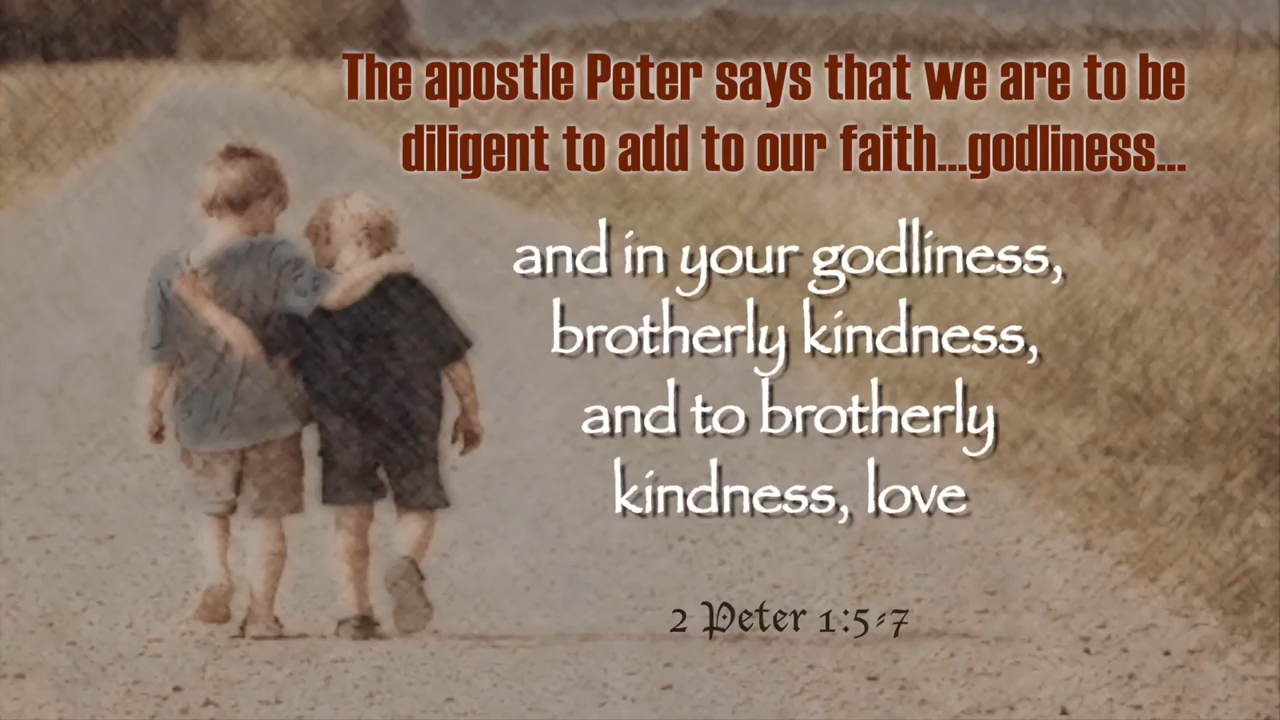 The apostle Peter says that we are to be
diligent to add to our faith...godliness...
and in your godliness,
brotherly kindness,
and to brotherly
kindness, love
2 Peter 1:5-7